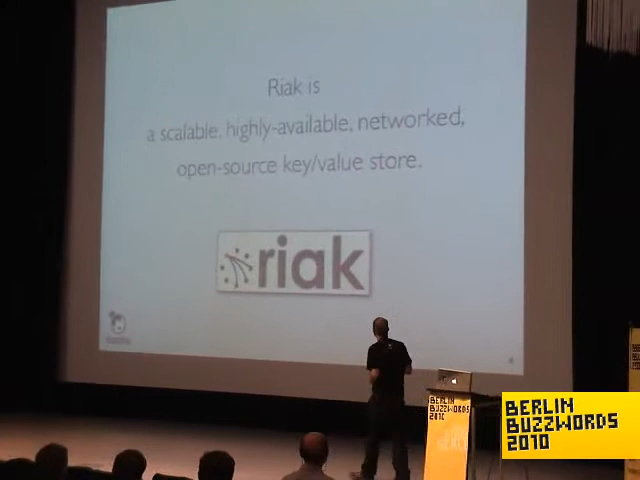 Riak is
a scalable, highly-available, networked,
open-source key/value store.
riak
BERLIN
BUZZWORDS
2010
BERLIN
BUZZWORDS
2010